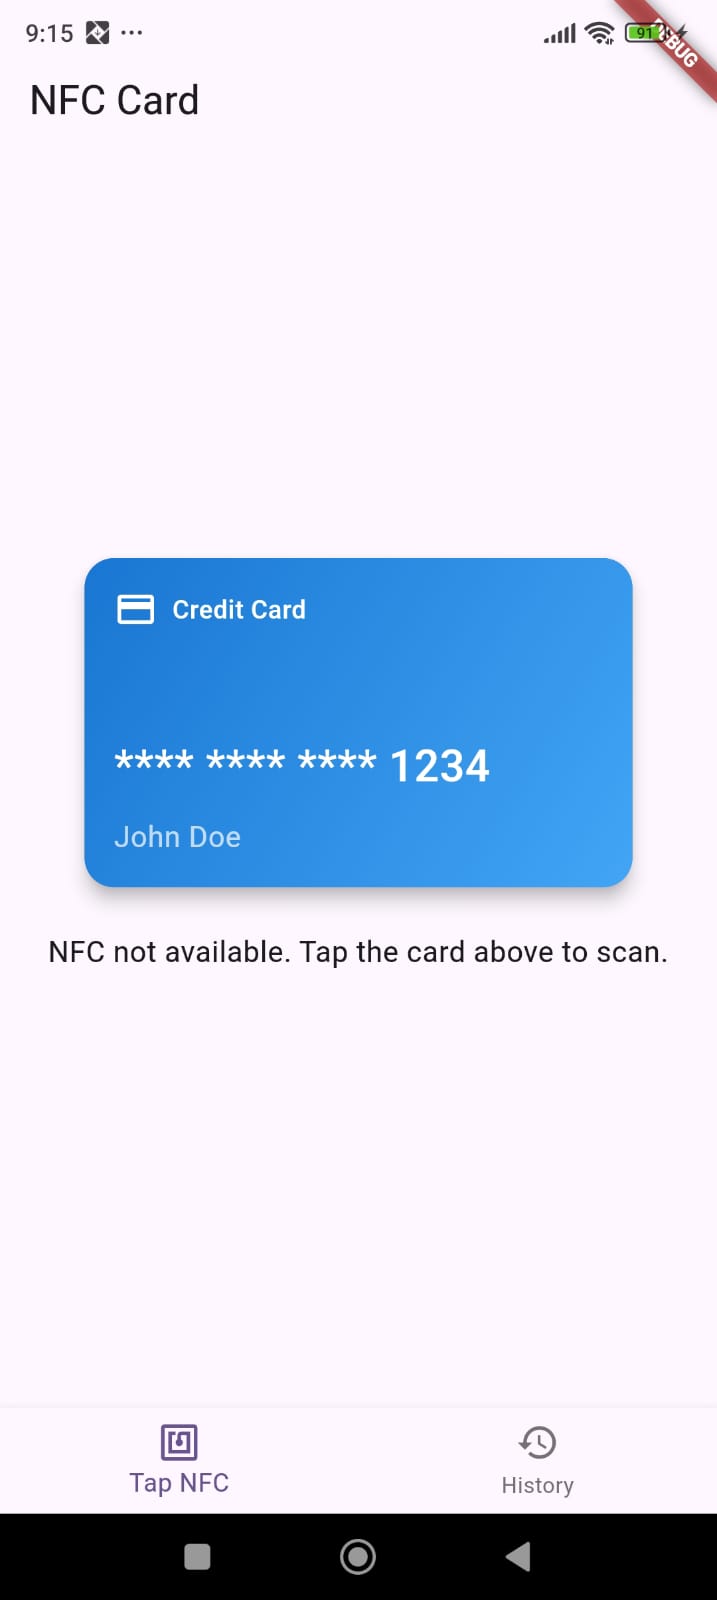 9:15 ...
91
DEBUG
NFC Card
Credit Card
**** **** **** 1234
John Doe
NFC not available. Tap the card above to scan.
Tap NFC
History